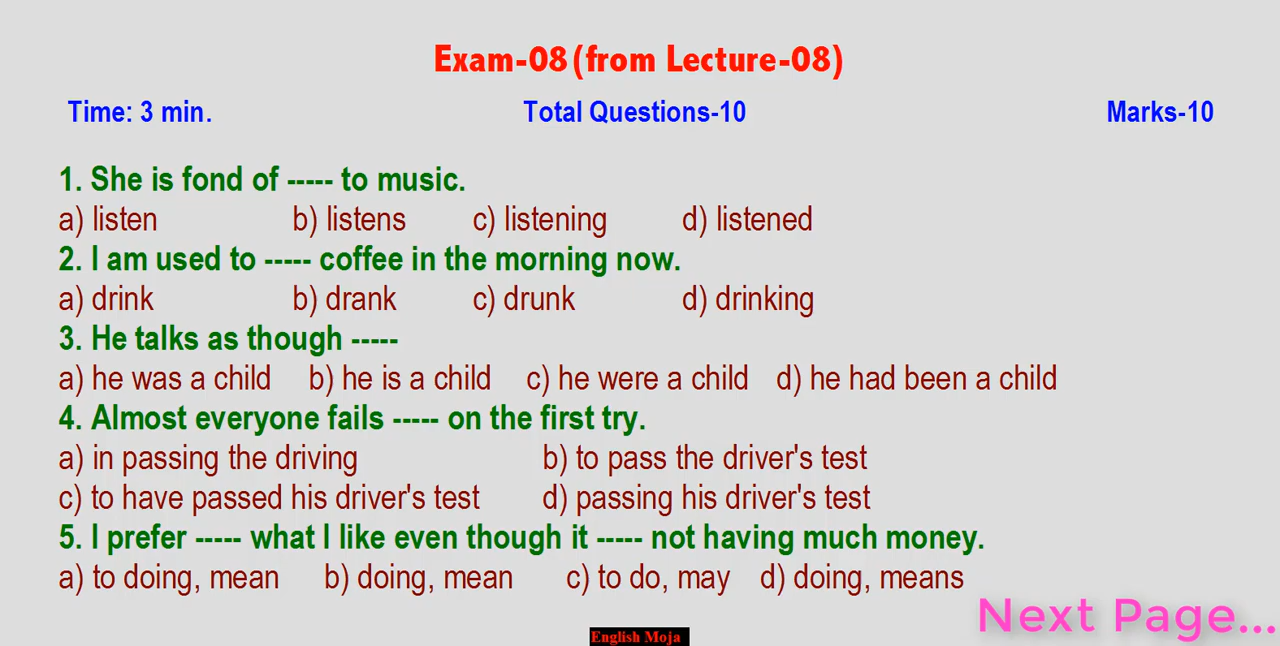 Exam-08(from Lecture-08)
Time: 3 min. Total Questions-10 Marks-10
1. She is fond of ----- to music.
a) listen b) listens c) listening d) listened
2. I am used to ----- coffee in the morning now.
a) drink b) drank c) drunk d) drinking
3. He talks as though -----
a) he was a child b) he is a child c) he were a child d) he had been a child
4. Almost everyone fails ----- on the first try.
a) in passing the driving b) to pass the driver's test
c) to have passed his driver's test d) passing his driver's test
5. I prefer ----- what I like even though it ----- not having much money.
a) to doing, mean b) doing, mean c) to do, may d) doing, means
Next Page...
English Moja